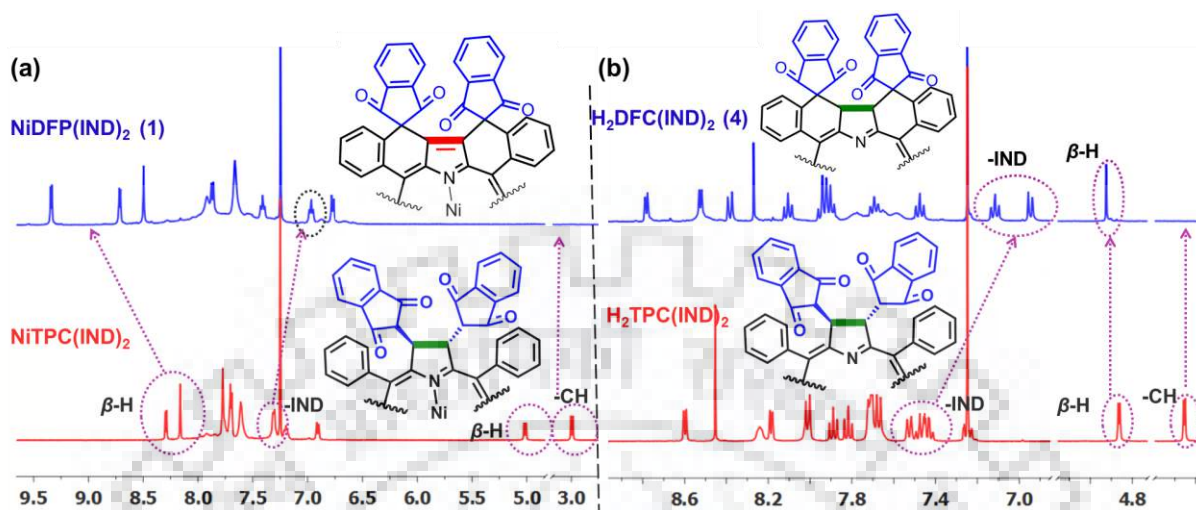 (a)
NiDFP(IND)₂ (1)
O
O
O
O
N
N
Ni
NiTPC(IND)₂
O
O
O
O
N
N
Ni
β-H
-IND
β-H
-CH
9.5 9.0 8.5 8.0 7.5 7.0 6.5 6.0 5.5 5.0 3.0
(b)
H₂DFC(IND)₂ (4)
O
O
O
O
N
-IND
β-H
H₂TPC(IND)₂
O
O
O
O
N
-IND
β-H
-CH
8.6 8.2 7.8 7.4 7.0 4.8